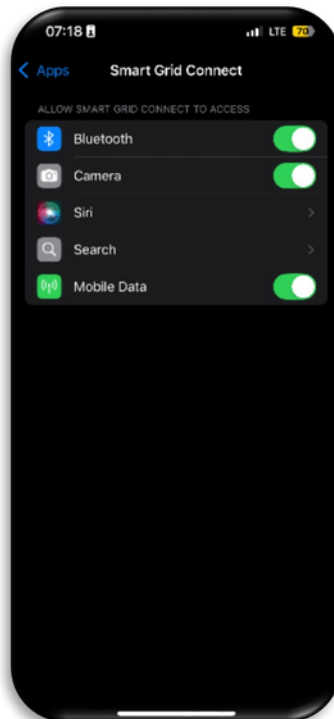 07:18 LTE 70
Apps Smart Grid Connect
ALLOW SMART GRID CONNECT TO ACCESS
Bluetooth
Camera
Siri
Search
Mobile Data